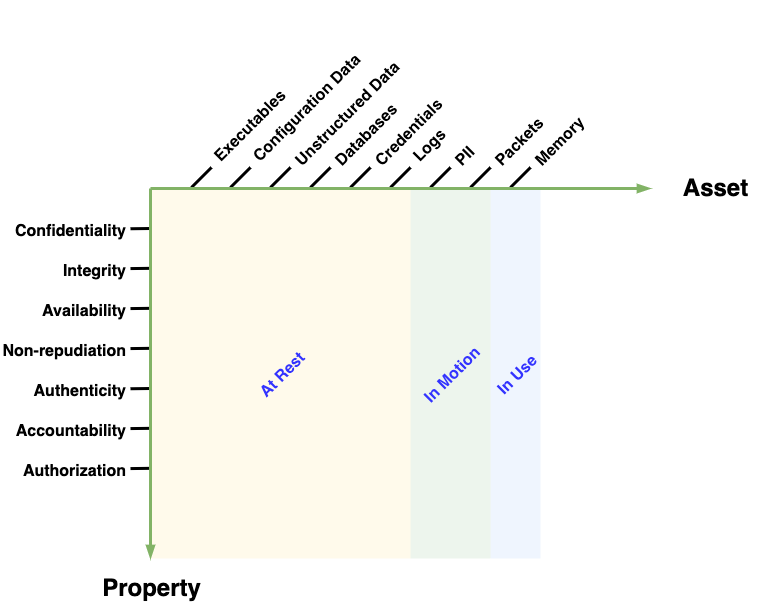 Executables
Configuration Data
Unstructured Data
Databases
Credentials
Logs
PII
Packets
Memory
Asset
Confidentiality
Integrity
Availability
Non-repudiation
Authenticity
Accountability
Authorization
At Rest
In Motion
In Use
Property